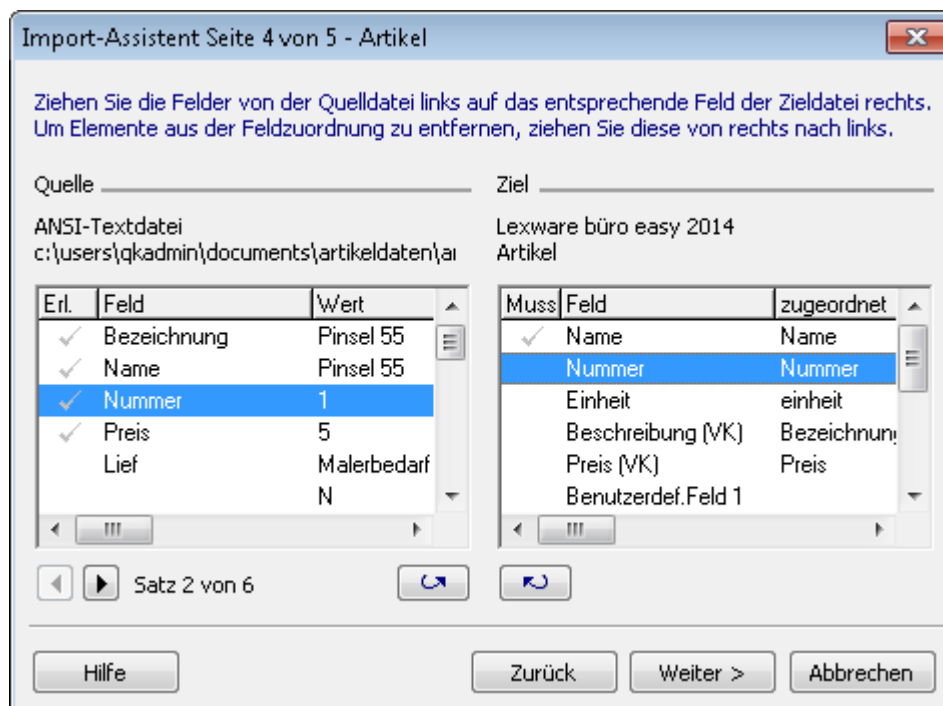 Import-Assistent Seite 4 von 5 - Artikel
Ziehen Sie die Felder von der Quelldatei links auf das entsprechende Feld der Zieldatei rechts.
Um Elemente aus der Feldzuordnung zu entfernen, ziehen Sie diese von rechts nach links.
Quelle
ANSI-Textdatei
c:\users\qkadmin\documents\artikeldaten\ar
Erl. Feld Wert
Bezeichnung Pinsel 55
Name Pinsel 55
Nummer 1
Preis 5
Lief Malerbedarf
N
Satz 2 von 6
Ziel
Lexware büro easy 2014
Artikel
Muss Feld zugeordnet
Name Name
Nummer Nummer
Einheit einheit
Beschreibung (VK) Bezeichnung
Preis (VK) Preis
Benutzerdef.Feld 1
Hilfe Zurück Weiter > Abbrechen